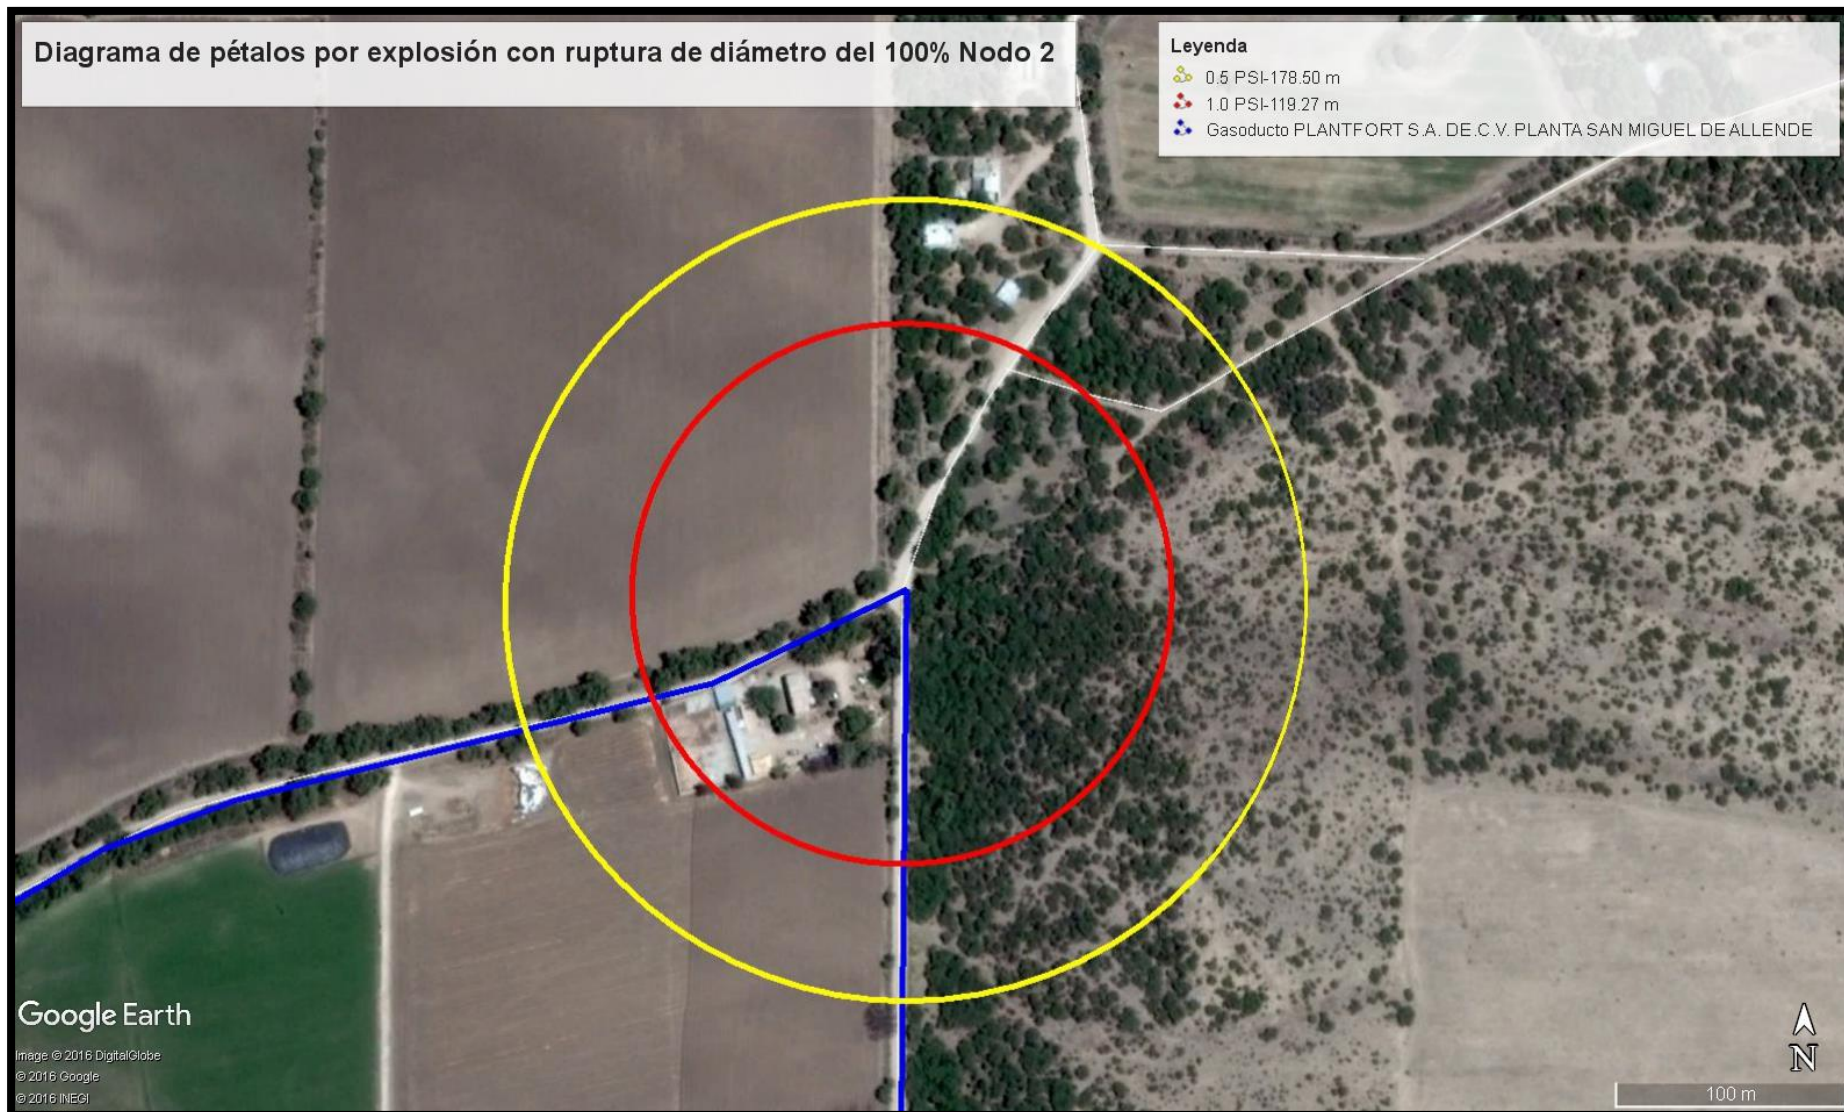 Diagrama de pétalos por explosión con ruptura de diámetro del 100% Nodo 2
Leyenda
0.5 PSI-178.50 m
1.0 PSI-119.27 m
Gasoducto PLANTFORT S.A. DE.C.V. PLANTA SAN MIGUEL DE ALLENDE
Google Earth
Image © 2016 DigitalGlobe
© 2016 Google
© 2016 INEGI
N
100 m